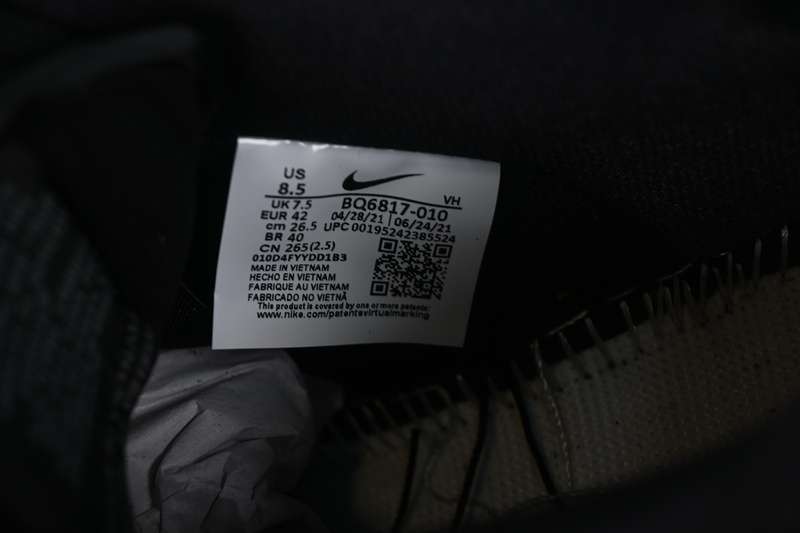 US
8.5
UK 7.5
EUR 42
cm 26.5
BR 40
CN 265(2.5)
VH
BQ6817-010
04/28/21 | 06/24/21
UPC 00195242385524
010D4FYYDD1B3
MADE IN VIETNAM
HECHO EN VIETNAM
FABRIQUE AU VIETNAM
FABRICADO NO VIETNÃ
This product is covered by one or more patents:
www.nike.com/patentsvirtualmarking